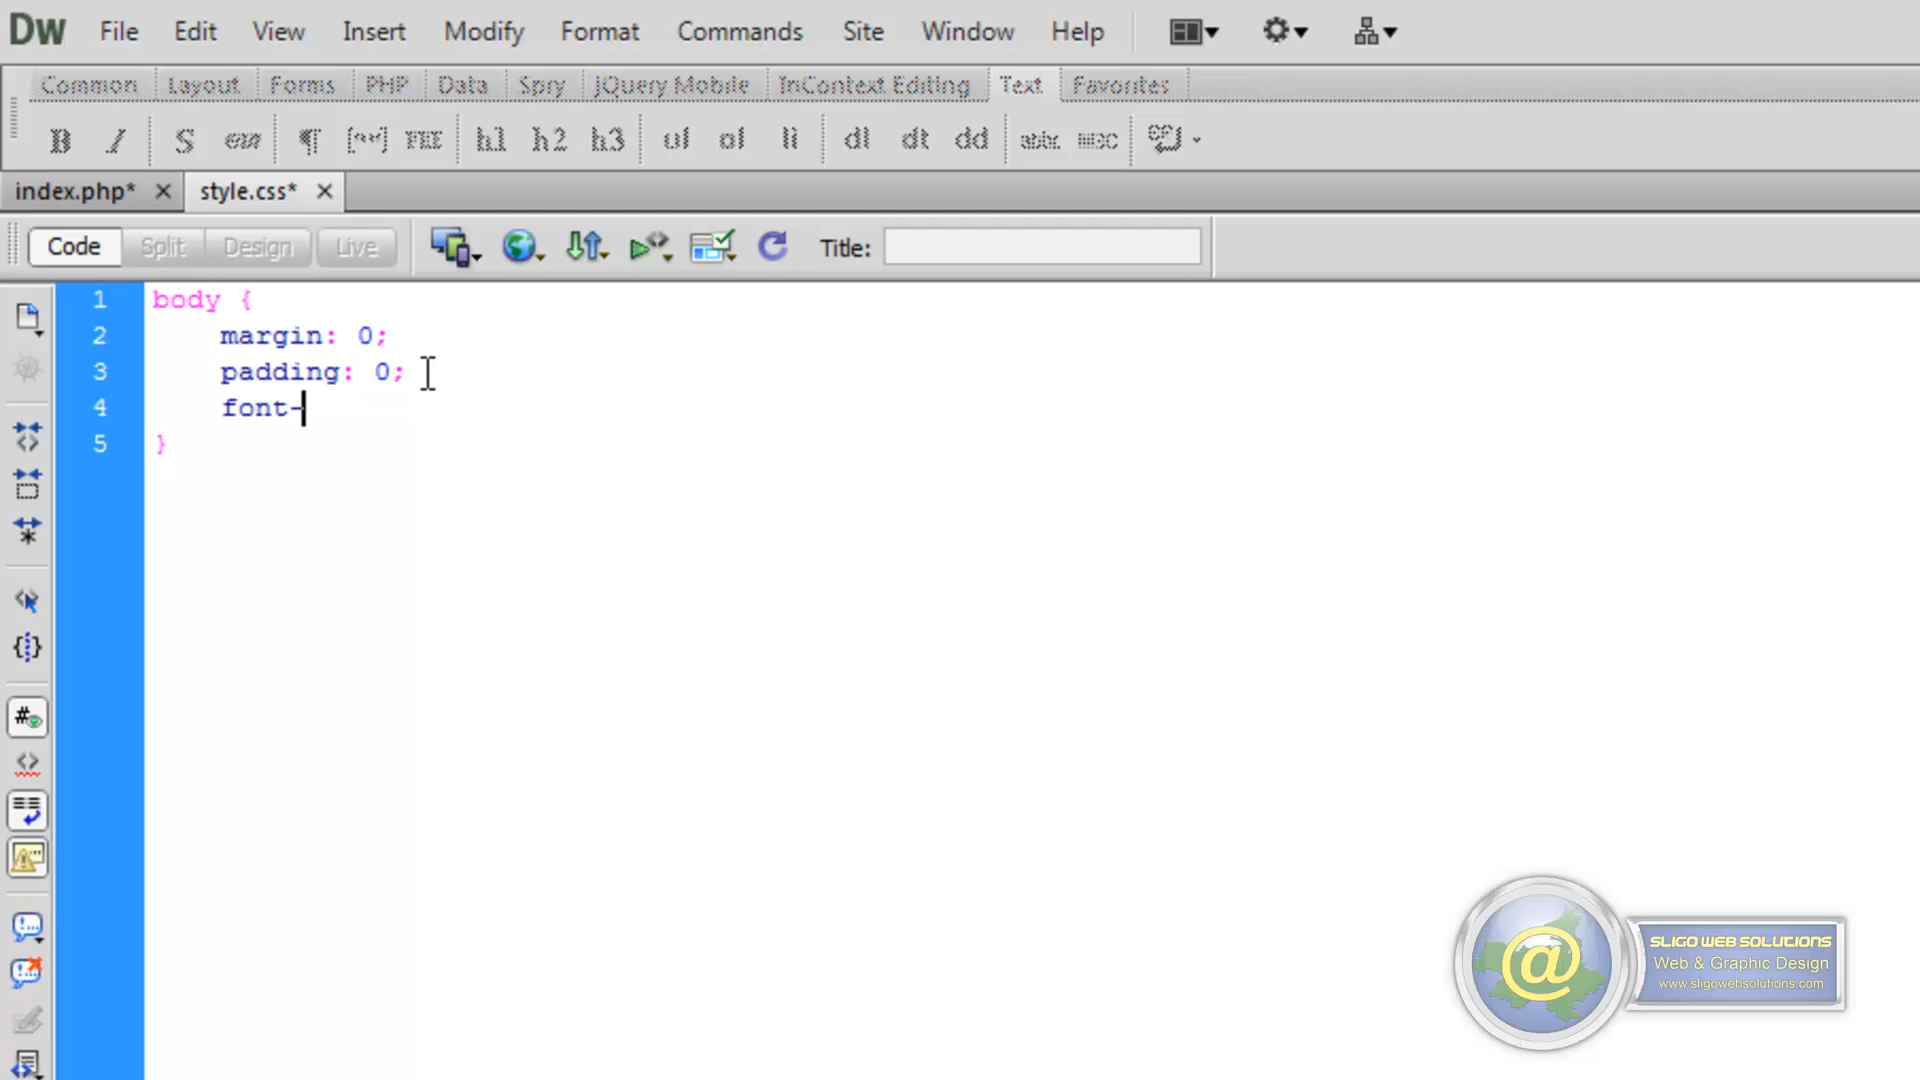 DW File Edit View Insert Modify Format Commands Site Window Help
Common Layout Forms PHP Data Spry jQuery Mobile InContext Editing Text Favorites
B I S em ¶ [""] PRE h1 h2 h3 ul ol li dl dt dd abbr.
index.php* style.css*
Code Split Design Live Title:
1 body {
2 margin: 0;
3 padding: 0;
4 font-
5 }
SLIGO WEB SOLUTIONS
Web & Graphic Design
www.sligowebsolutions.com